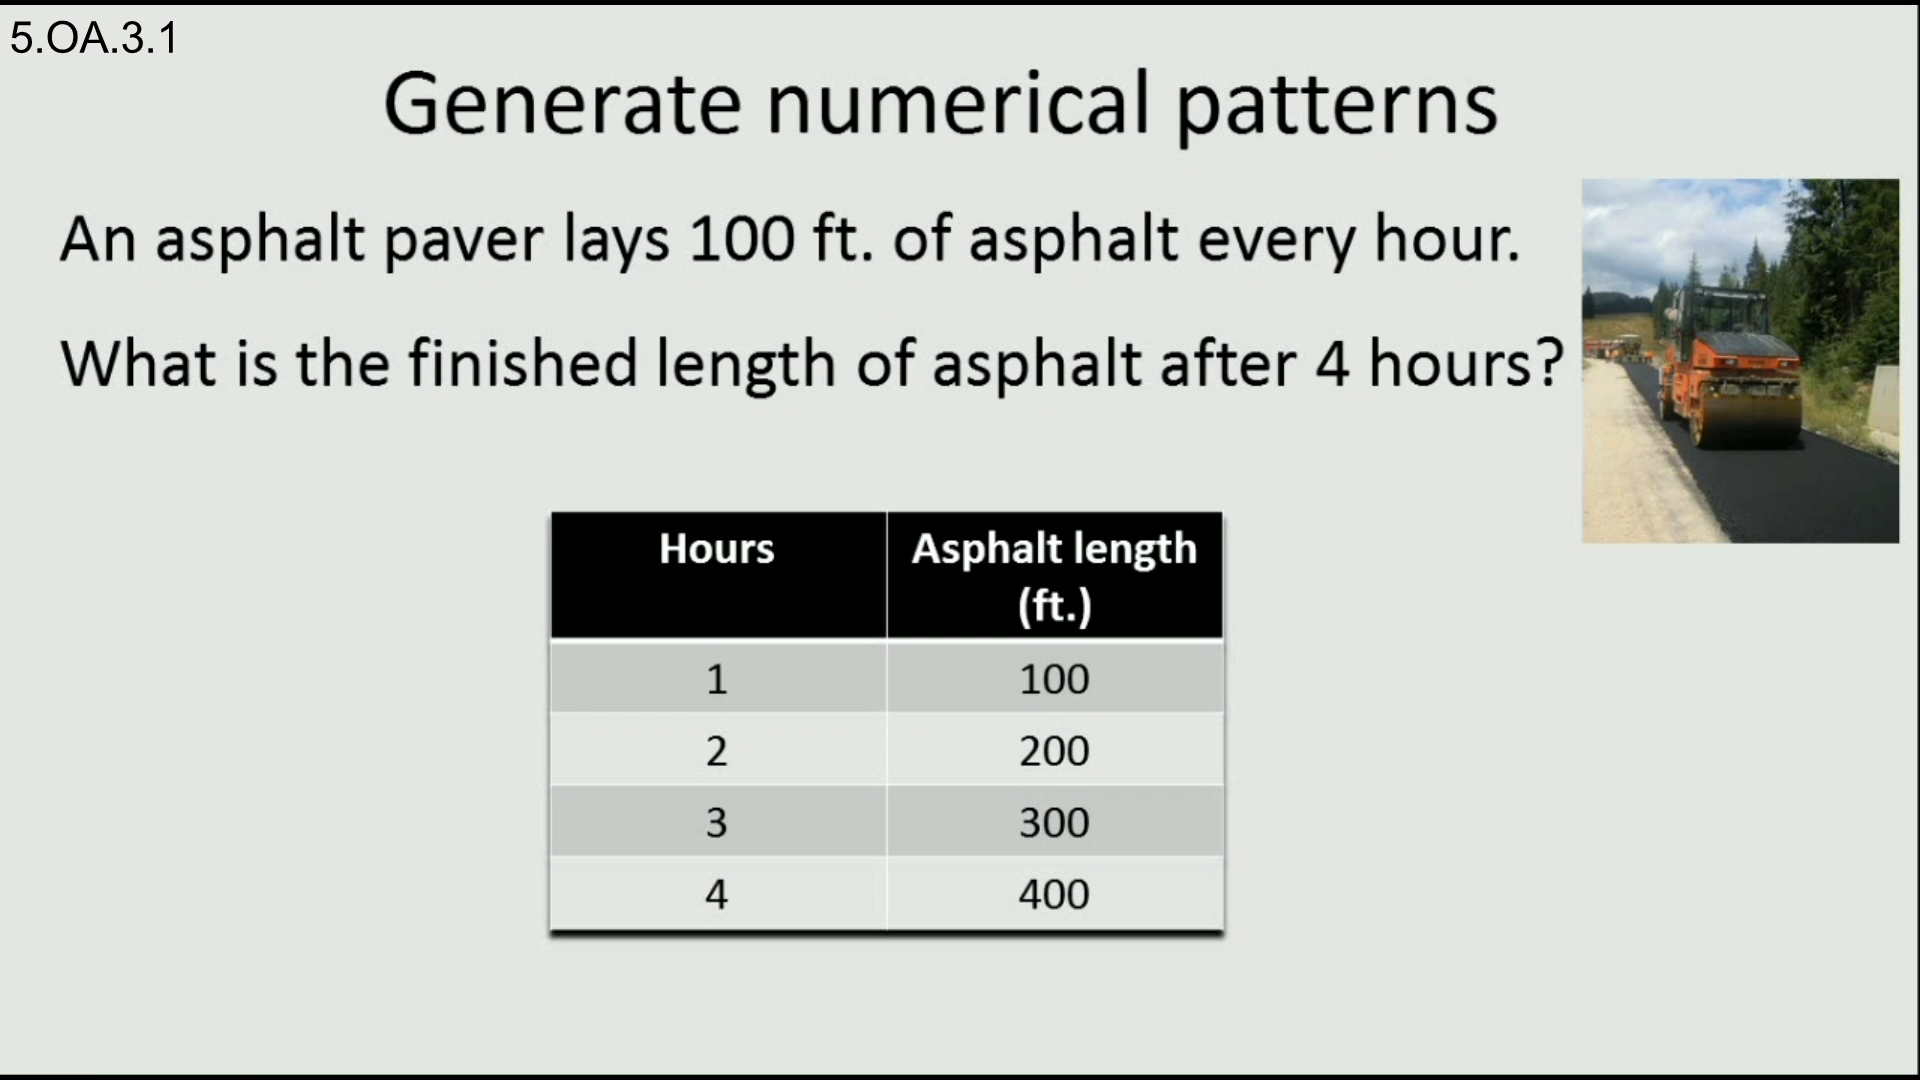 5.OA.3.1
Generate numerical patterns
An asphalt paver lays 100 ft. of asphalt every hour.
What is the finished length of asphalt after 4 hours?
Hours
Asphalt length
(ft.)
1 100
2 200
3 300
4 400